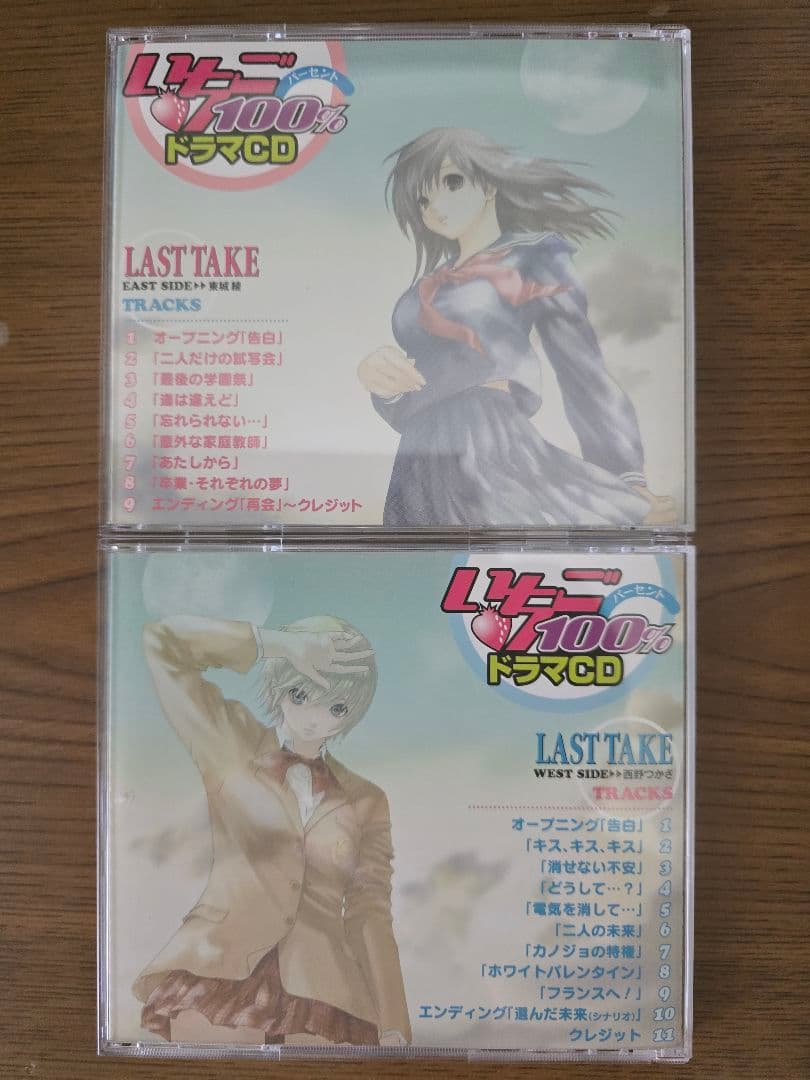 いちご
パーセント
100%
ドラマCD
LAST TAKE
EAST SIDE▶▶東城 綾
TRACKS
1 オープニング「告白」
2 「二人だけの試写会」
3 「最後の学園祭」
4 「道は違えど」
5 「忘れられない…」
6 「意外な家庭教師」
7 「あたしから」
8 「卒業・それぞれの夢」
9 エンディング「再会」〜クレジット
いちご
パーセント
100%
ドラマCD
LAST TAKE
WEST SIDE▶▶西野つかさ
TRACKS
オープニング「告白」 1
「キス、キス、キス」 2
「消せない不安」 3
「どうして…?」 4
「電気を消して…」 5
「二人の未来」 6
「カノジョの特権」 7
「ホワイトバレンタイン」 8
「フランスへ!」 9
エンディング「選んだ未来(シナリオ)」 10
クレジット 11